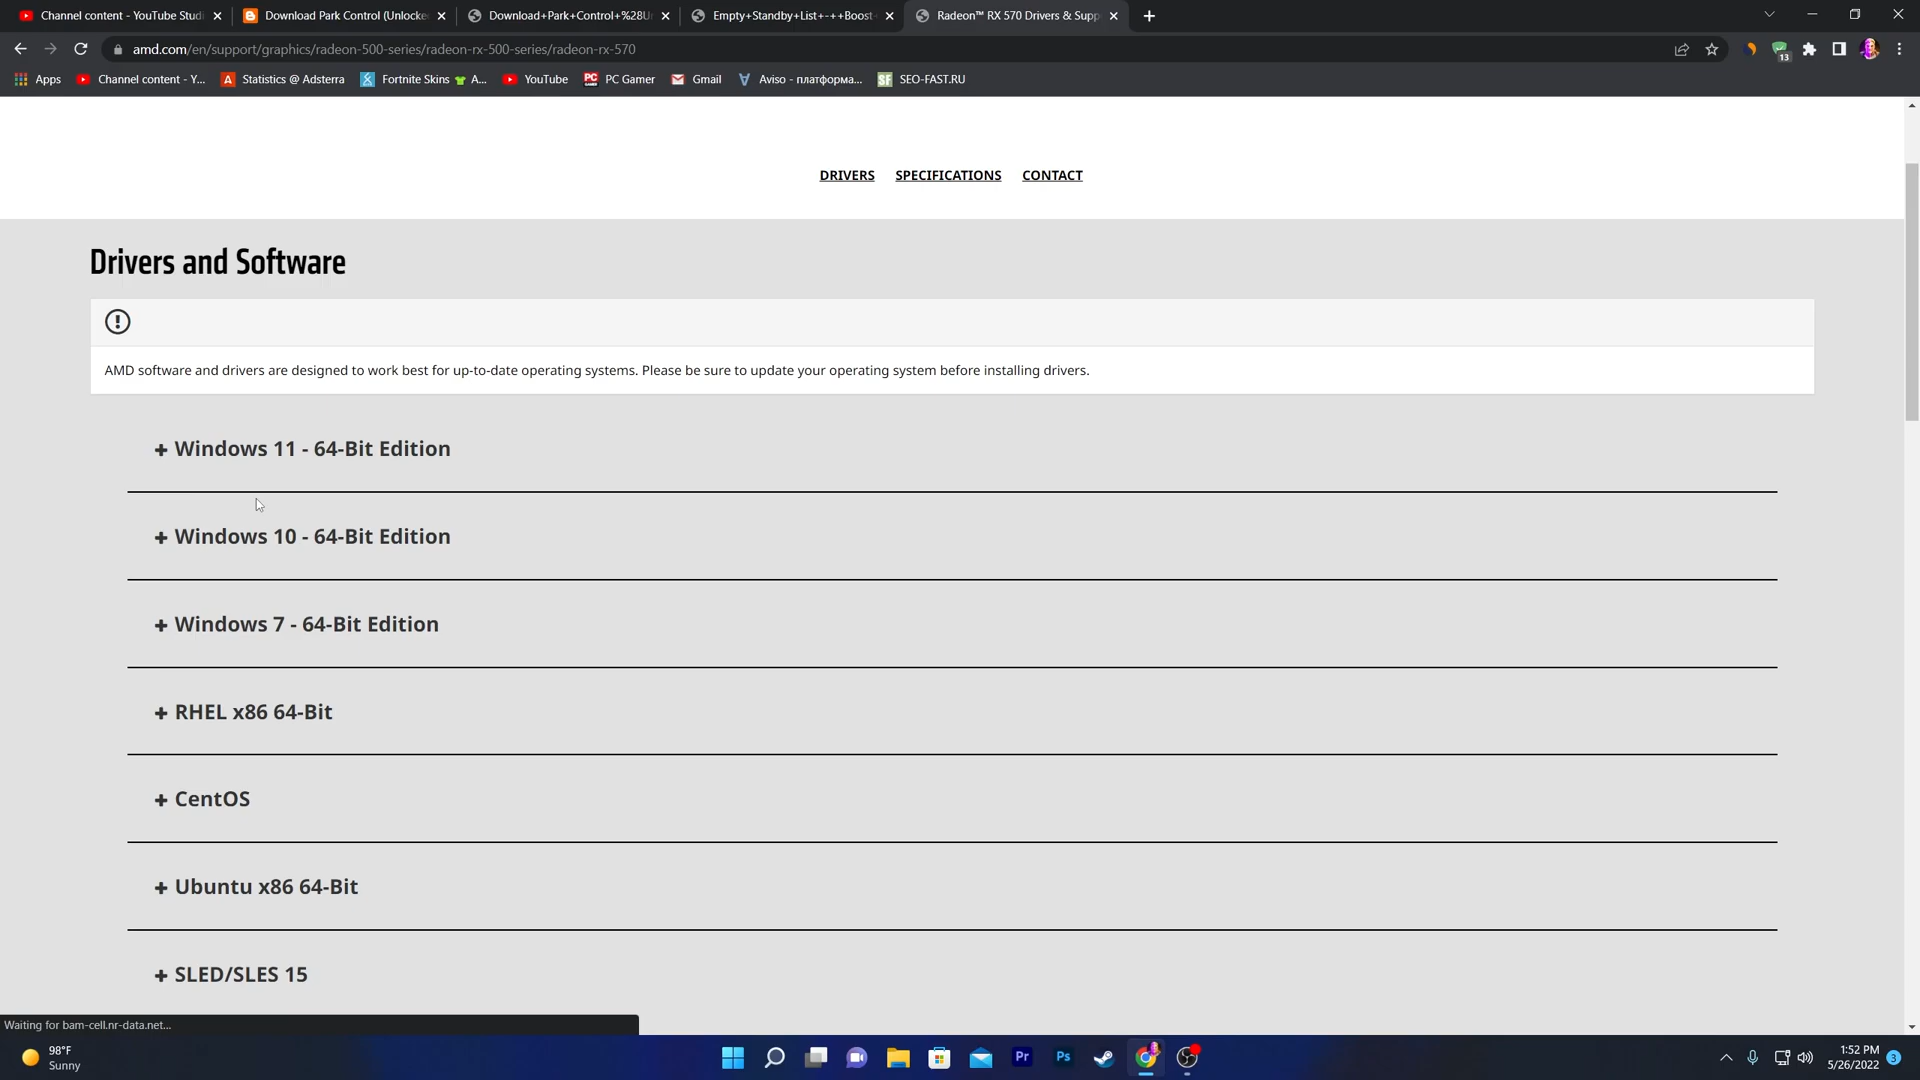 Channel content - YouTube Studi
Download Park Control (Unlocke
Download+Park+Control+%28U
Empty+Standby+List+-++Boost
Radeon™ RX 570 Drivers & Supp
amd.com/en/support/graphics/radeon-500-series/radeon-rx-500-series/radeon-rx-570
13
Apps
Channel content - Y...
A Statistics @ Adsterra
Fortnite Skins A...
YouTube
PC PC Gamer
Gmail
Aviso - платформа...
SF SEO-FAST.RU
DRIVERS SPECIFICATIONS CONTACT
Drivers and Software
AMD software and drivers are designed to work best for up-to-date operating systems. Please be sure to update your operating system before installing drivers.
+ Windows 11 - 64-Bit Edition
+ Windows 10 - 64-Bit Edition
+ Windows 7 - 64-Bit Edition
+ RHEL x86 64-Bit
+ CentOS
+ Ubuntu x86 64-Bit
+ SLED/SLES 15
Waiting for bam-cell.nr-data.net...
98°F
Sunny
Pr
Ps
1:52 PM
5/26/2022
3